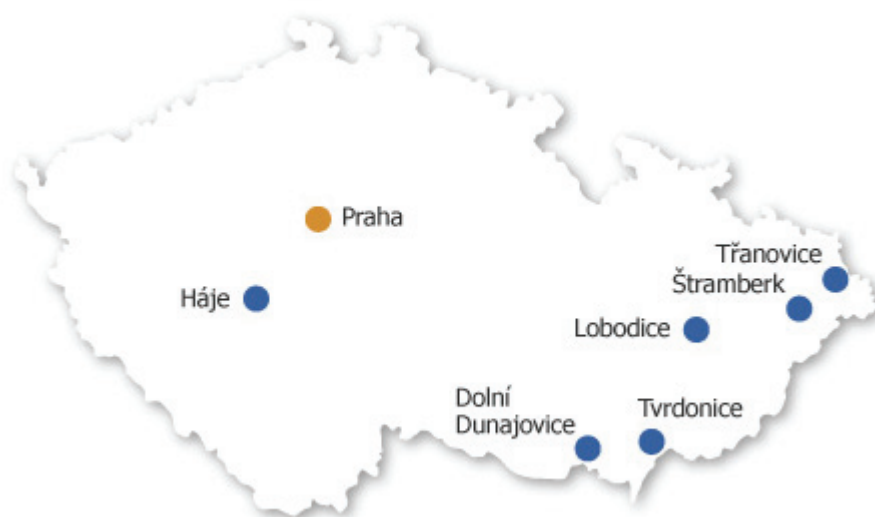 Praha
Třanovice
Štramberk
Háje
Lobodice
Dolní
Dunajovice
Tvrdonice